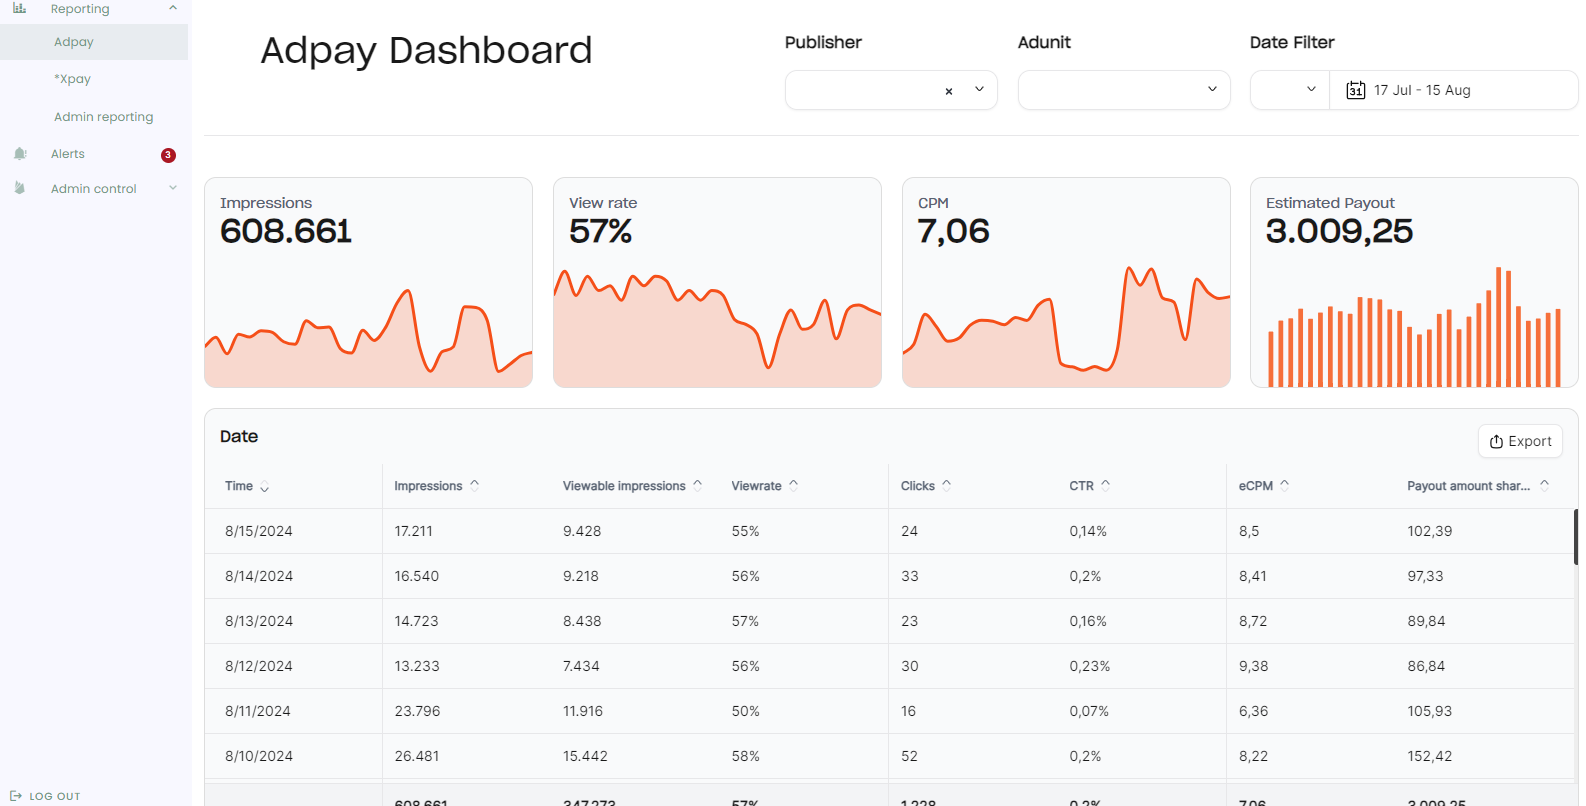 Reporting
Adpay
*Xpay
Admin reporting
Alerts 3
Admin control
LOG OUT
Adpay Dashboard
Publisher Adunit Date Filter
31 17 Jul - 15 Aug
Impressions
608.661
View rate
57%
CPM
7,06
Estimated Payout
3.009,25
Date
Export
Time Impressions Viewable impressions Viewrate Clicks CTR eCPM Payout amount shar...
8/15/2024 17.211 9.428 55% 24 0,14% 8,5 102,39
8/14/2024 16.540 9.218 56% 33 0,2% 8,41 97,33
8/13/2024 14.723 8.438 57% 23 0,16% 8,72 89,84
8/12/2024 13.233 7.434 56% 30 0,23% 9,38 86,84
8/11/2024 23.796 11.916 50% 16 0,07% 6,36 105,93
8/10/2024 26.481 15.442 58% 52 0,2% 8,22 152,42
608.661 347.273 57% 1.228 0,2% 7,06 3.009,25